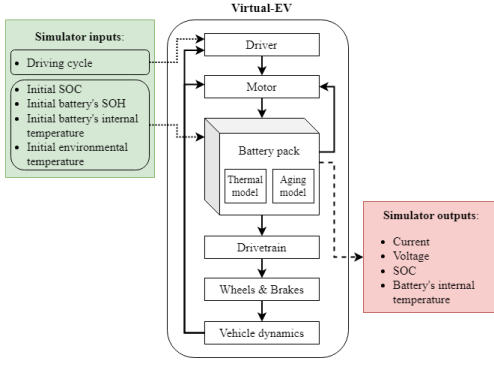 Virtual-EV
Simulator inputs:
• Driving cycle
• Initial SOC
• Initial battery's SOH
• Initial battery's internal
temperature
• Initial environmental
temperature
Driver
Motor
Battery pack
Thermal
model
Aging
model
Drivetrain
Wheels & Brakes
Vehicle dynamics
Simulator outputs:
• Current
• Voltage
• SOC
• Battery's internal
temperature